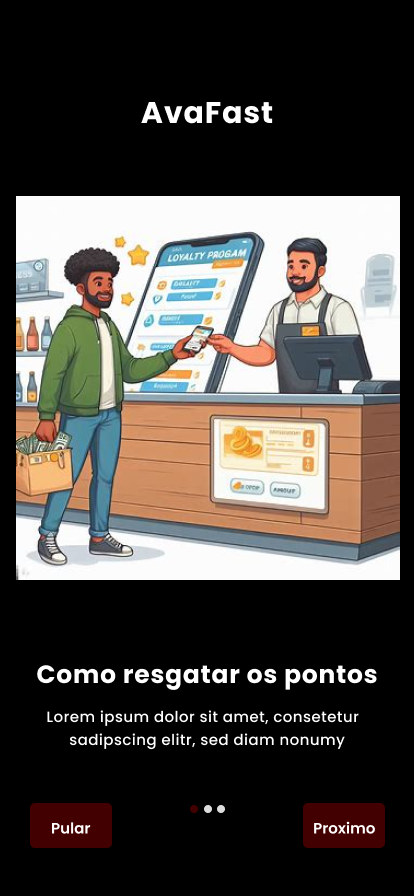 AvaFast
LOYALTY PROGAM
Como resgatar os pontos
Lorem ipsum dolor sit amet, consetetur
sadipscing elitr, sed diam nonumy
Pular
Proximo